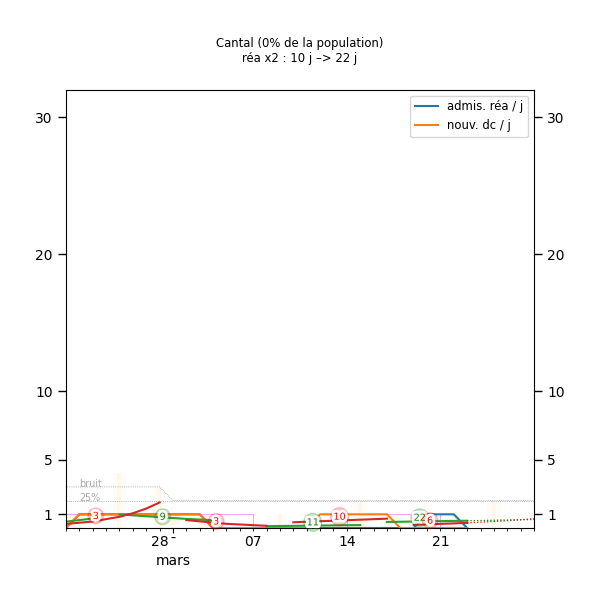 Cantal (0% de la population)
réa x2 : 10 j –> 22 j
admis. réa / j
nouv. dc / j
30 30
20 20
10 10
5 5
bruit
25%
1 3 9 3 11 10 22 6 1
28 07 14 21
mars